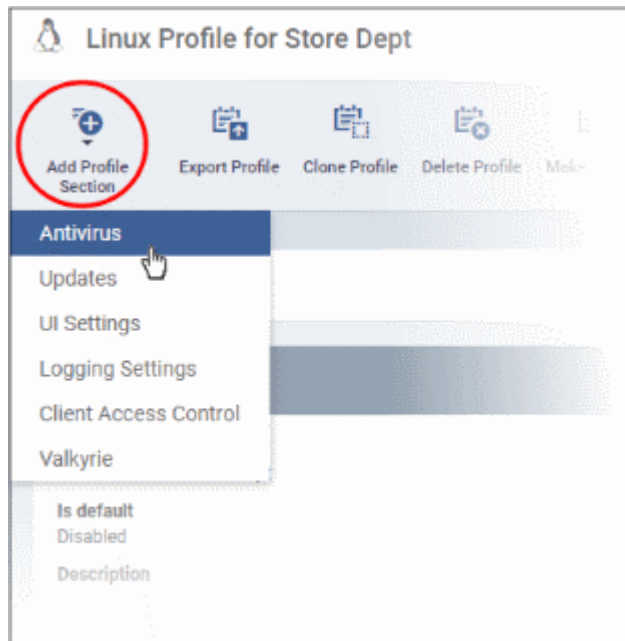 Linux Profile for Store Dept
Add Profile
Section
Export Profile
Clone Profile
Delete Profile
Make
Antivirus
Updates
UI Settings
Logging Settings
Client Access Control
Valkyrie
Is default
Disabled
Description